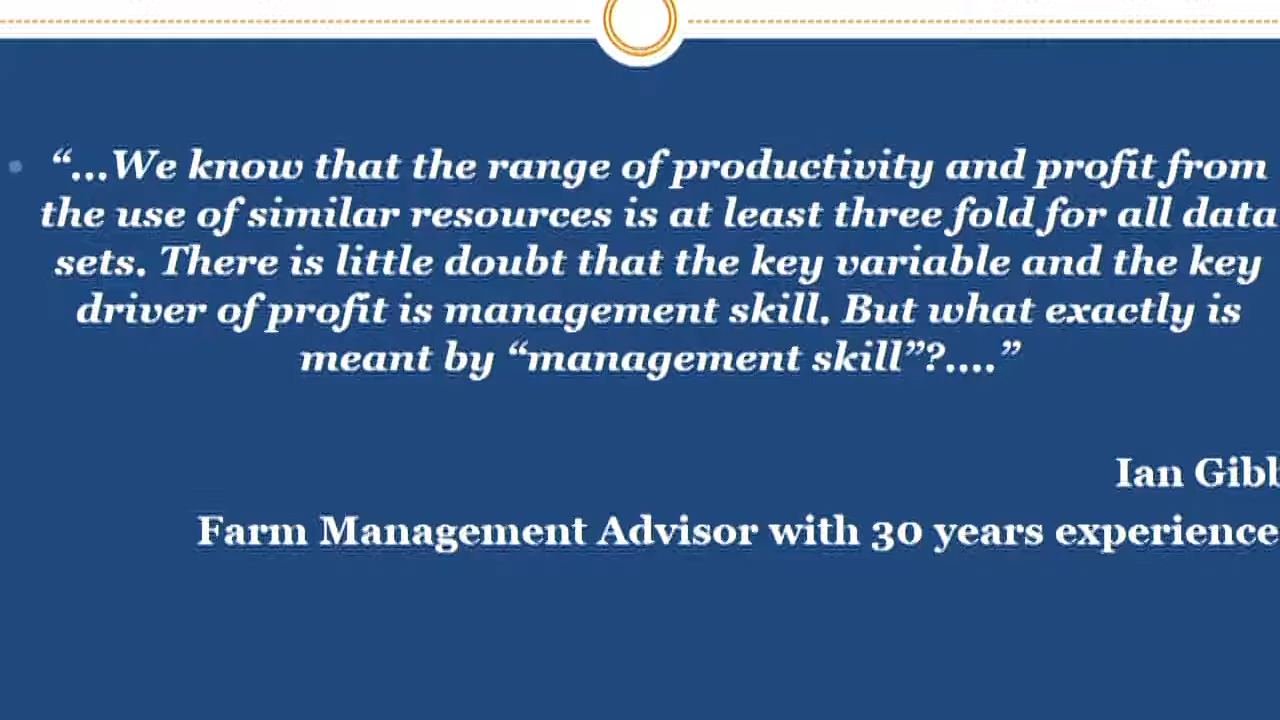 “...We know that the range of productivity and profit from
the use of similar resources is at least three fold for all data
sets. There is little doubt that the key variable and the key
driver of profit is management skill. But what exactly is
meant by “management skill”?....”
Ian
Farm Management Advisor with 30 years experience